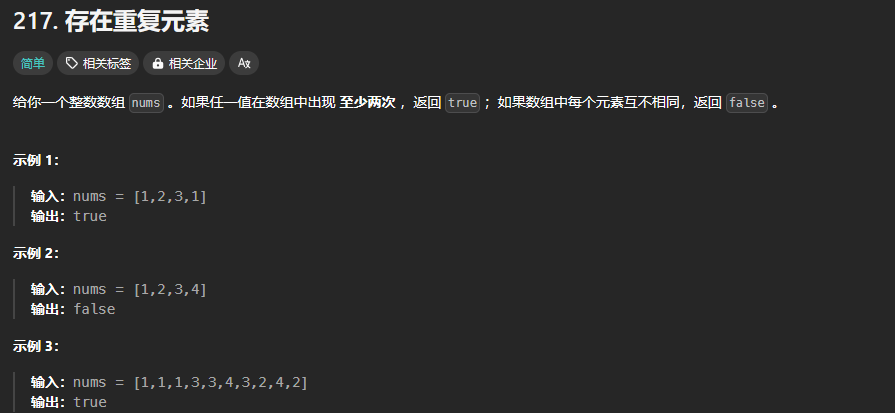 217. 存在重复元素
简单 相关标签 相关企业 Aあ
给你一个整数数组 nums 。如果任一值在数组中出现 至少两次 ，返回 true ；如果数组中每个元素互不相同，返回 false 。
示例 1：
输入：nums = [1,2,3,1]
输出：true
示例 2：
输入：nums = [1,2,3,4]
输出：false
示例 3：
输入：nums = [1,1,1,3,3,4,3,2,4,2]
输出：true